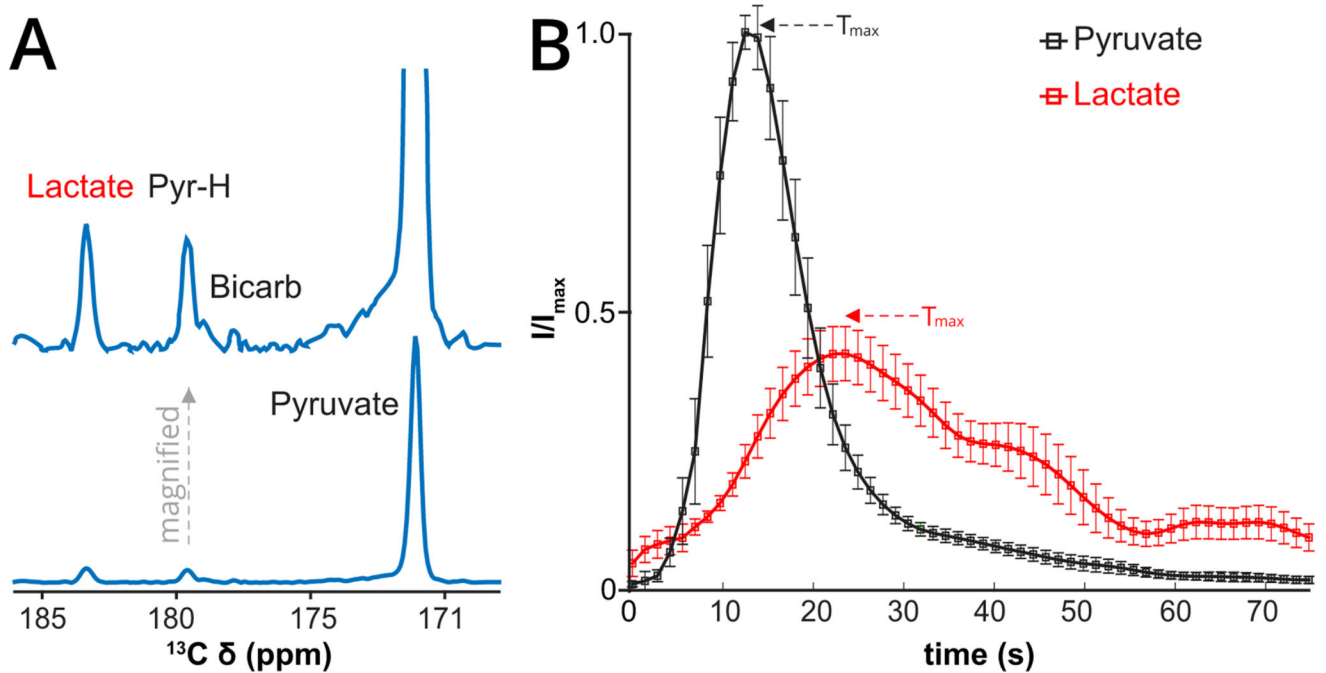 A
Lactate Pyr-H
Bicarb
Pyruvate
magnified
185 180 175 171
¹³C δ (ppm)
B
Tmax
Pyruvate
Lactate
1.0
0.5
0
I/Imax
Tmax
0 10 20 30 40 50 60 70
time (s)